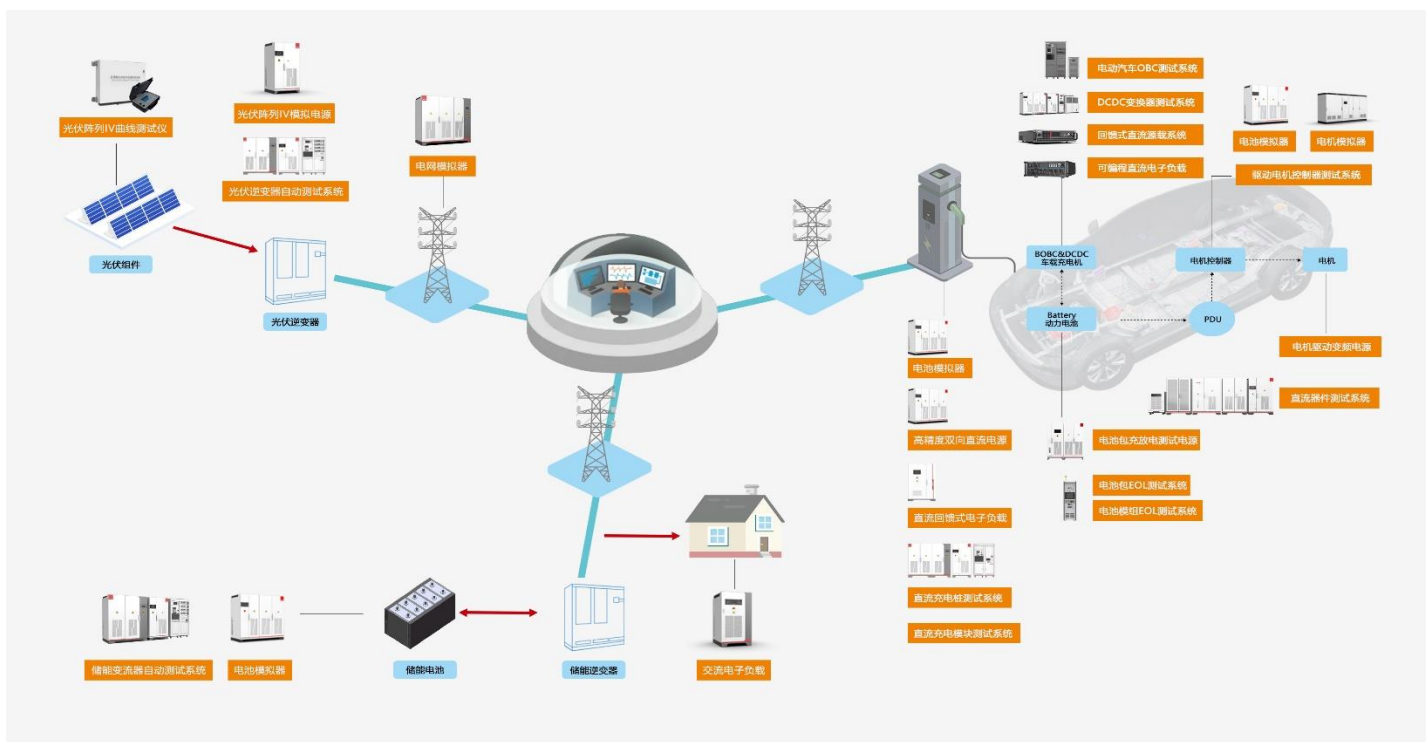 光伏阵列IV曲线测试仪
光伏阵列IV模拟电源
光伏逆变器自动测试系统
光伏组件
光伏逆变器
电网模拟器
电动汽车OBC测试系统
DCDC变换器测试系统
回馈式直流源载系统
可编程直流电子负载
电池模拟器
电机模拟器
驱动电机控制器测试系统
BOBC&DCDC
车载充电机
电机控制器
电机
Battery
动力电池
PDU
电机驱动变频电源
直流器件测试系统
电池模拟器
高精度双向直流电源
直流回馈式电子负载
直流充电桩测试系统
直流充电模块测试系统
电池包充放电测试电源
电池包EOL测试系统
电池模组EOL测试系统
储能变流器自动测试系统
电池模拟器
储能电池
储能逆变器
交流电子负载